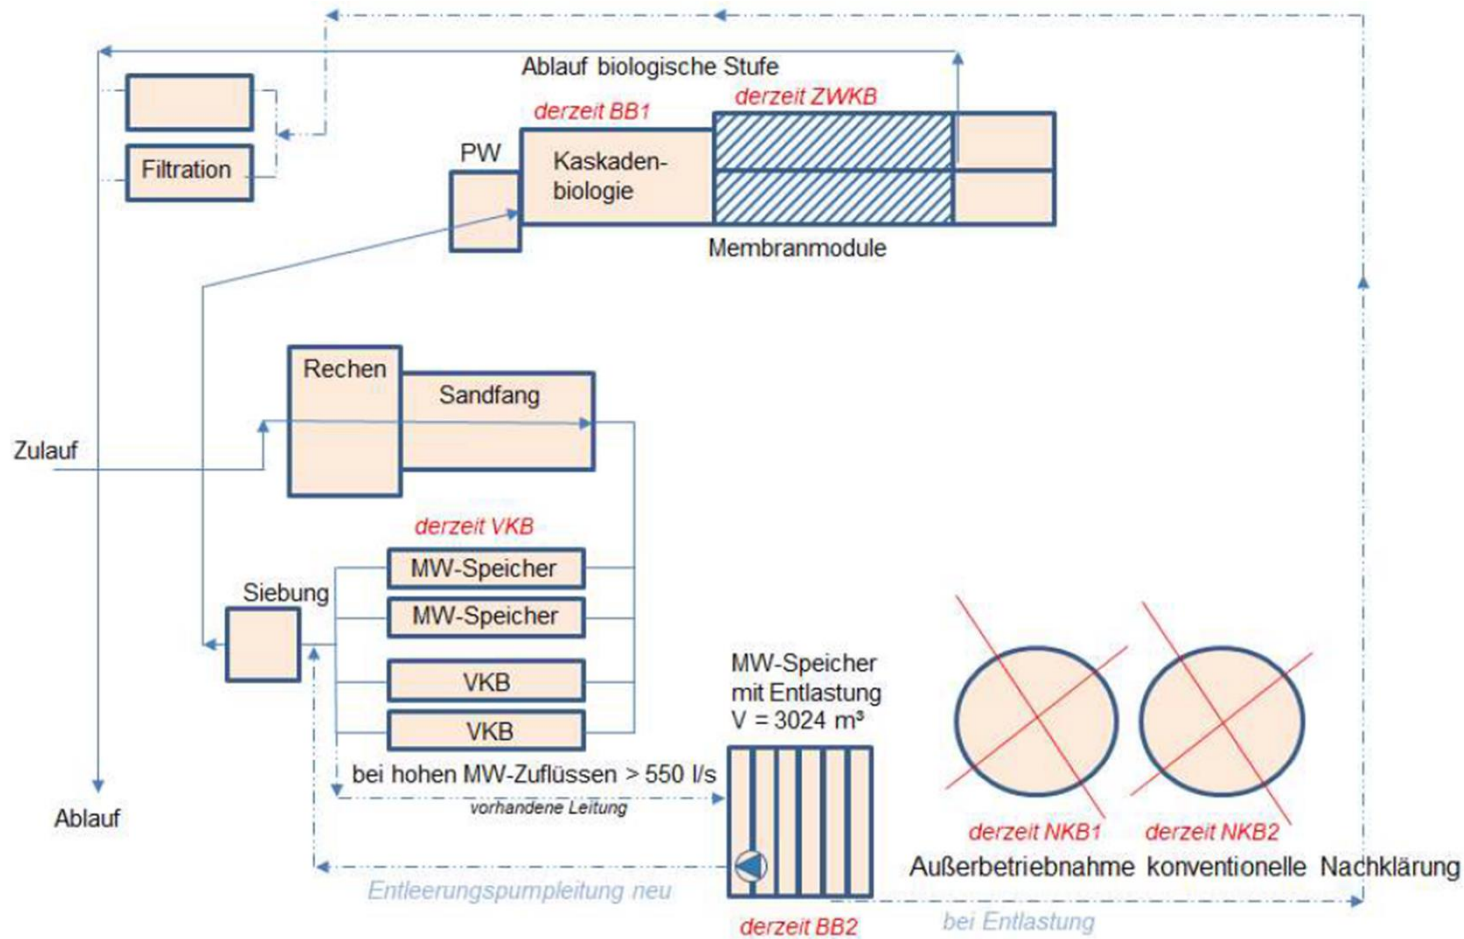 Ablauf biologische Stufe
derzeit BB1
derzeit ZWKB
Filtration
PW
Kaskaden-
biologie
Membranmodule
Rechen
Sandfang
Zulauf
derzeit VKB
MW-Speicher
MW-Speicher
Siebung
VKB
VKB
MW-Speicher
mit Entlastung
V = 3024 m³
bei hohen MW-Zuflüssen > 550 l/s
vorhandene Leitung
Ablauf
derzeit NKB1
derzeit NKB2
Außerbetriebnahme konventionelle Nachklärung
Entleerungspumpleitung neu
derzeit BB2
bei Entlastung